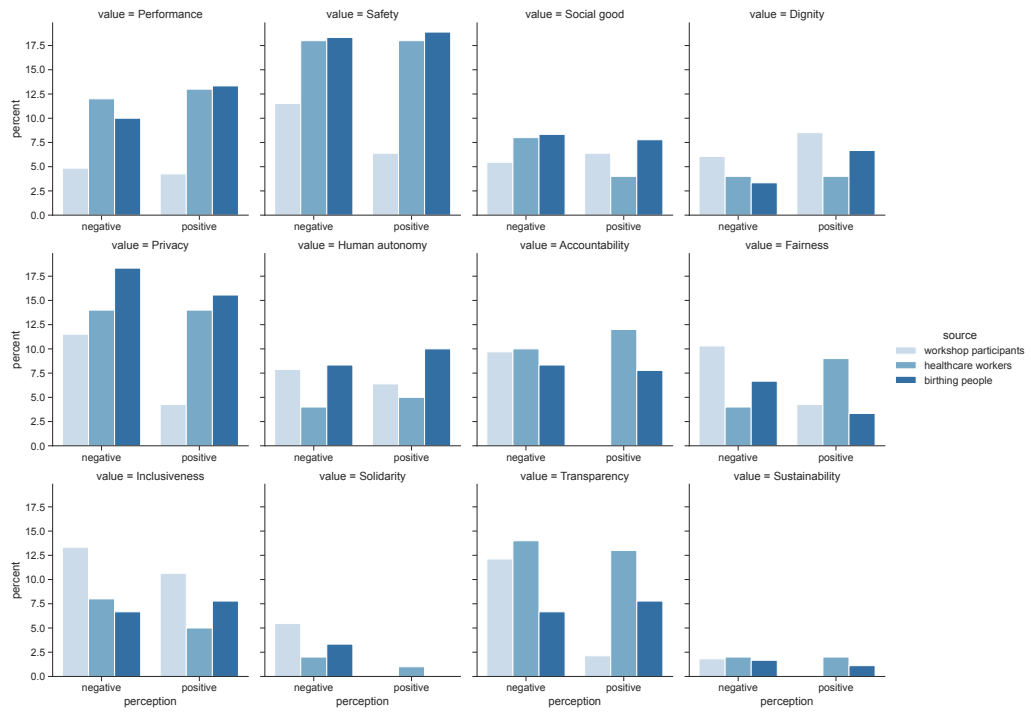 value = Performance
value = Safety
value = Social good
value = Dignity
17.5
15.0
12.5
10.0
7.5
5.0
2.5
0.0
percent
negative
positive
negative
positive
negative
positive
negative
positive
value = Privacy
value = Human autonomy
value = Accountability
value = Fairness
17.5
15.0
12.5
10.0
7.5
5.0
2.5
0.0
percent
negative
positive
negative
positive
negative
positive
negative
positive
source
workshop participants
healthcare workers
birthing people
value = Inclusiveness
value = Solidarity
value = Transparency
value = Sustainability
17.5
15.0
12.5
10.0
7.5
5.0
2.5
0.0
percent
negative
positive
negative
positive
negative
positive
negative
positive
perception
perception
perception
perception